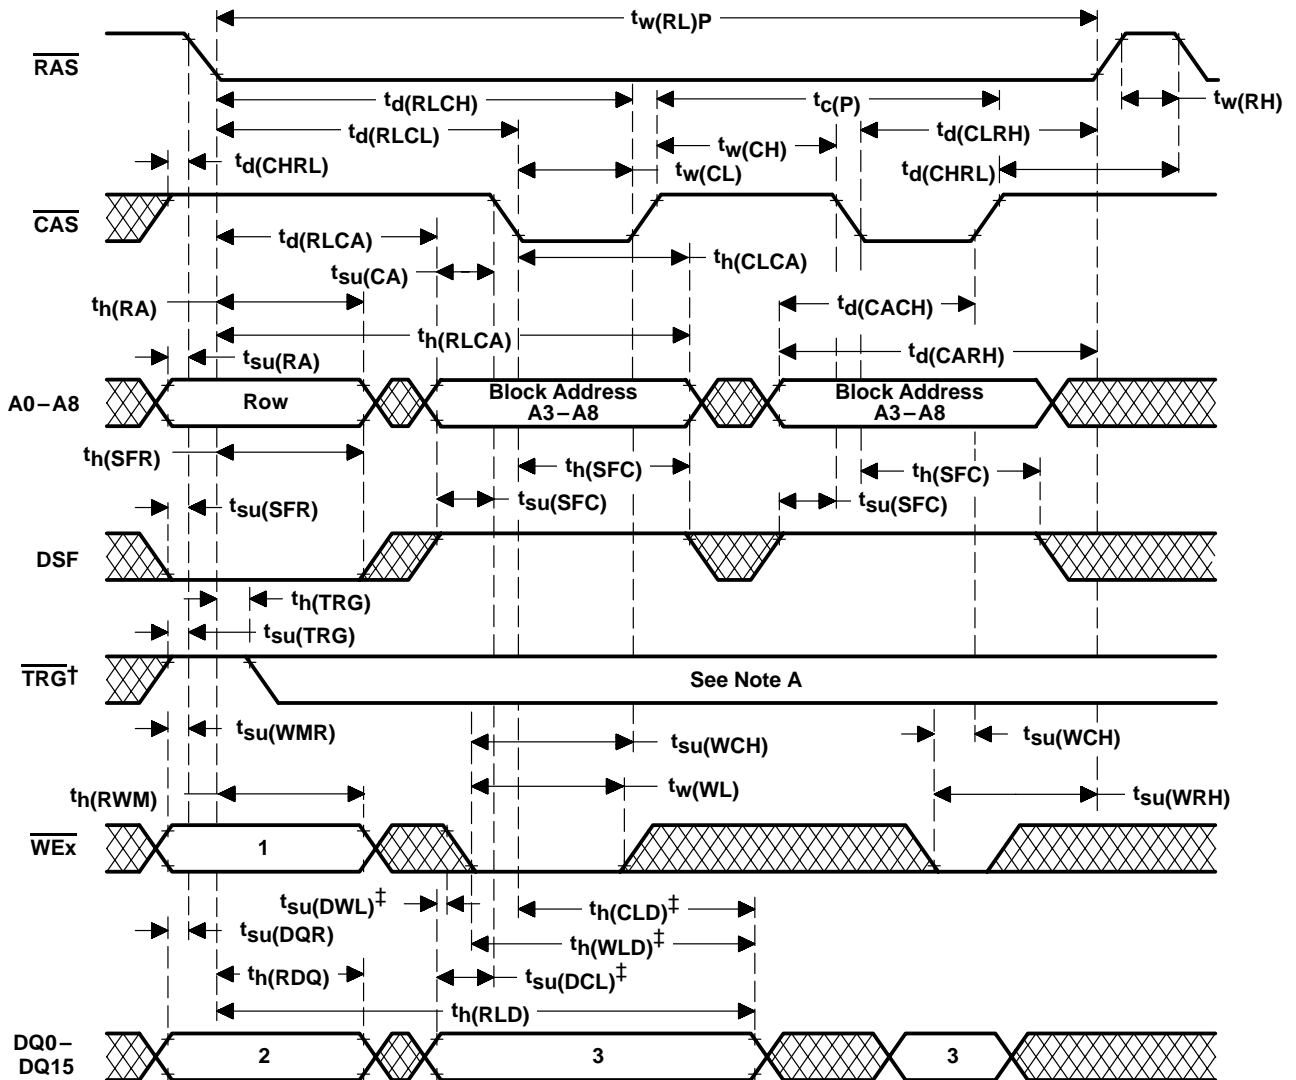 tw(RL)P
RAS
td(RLCH)
tc(P)
tw(RH)
td(RLCL)
td(CLRH)
tw(CH)
td(CHRL)
tw(CL)
td(CHRL)
CAS
td(RLCA)
th(CLCA)
tsu(CA)
th(RA)
td(CACH)
th(RLCA)
tsu(RA)
td(CARH)
A0–A8
Row
Block Address
A3–A8
Block Address
A3–A8
th(SFR)
th(SFC)
th(SFC)
tsu(SFR)
tsu(SFC)
tsu(SFC)
DSF
th(TRG)
tsu(TRG)
TRG†
See Note A
tsu(WMR)
tsu(WCH)
tsu(WCH)
th(RWM)
tw(WL)
tsu(WRH)
WEx
1
tsu(DWL)‡
th(CLD)‡
tsu(DQR)
th(WLD)‡
th(RDQ)
tsu(DCL)‡
th(RLD)
DQ0–
DQ15
2
3
3